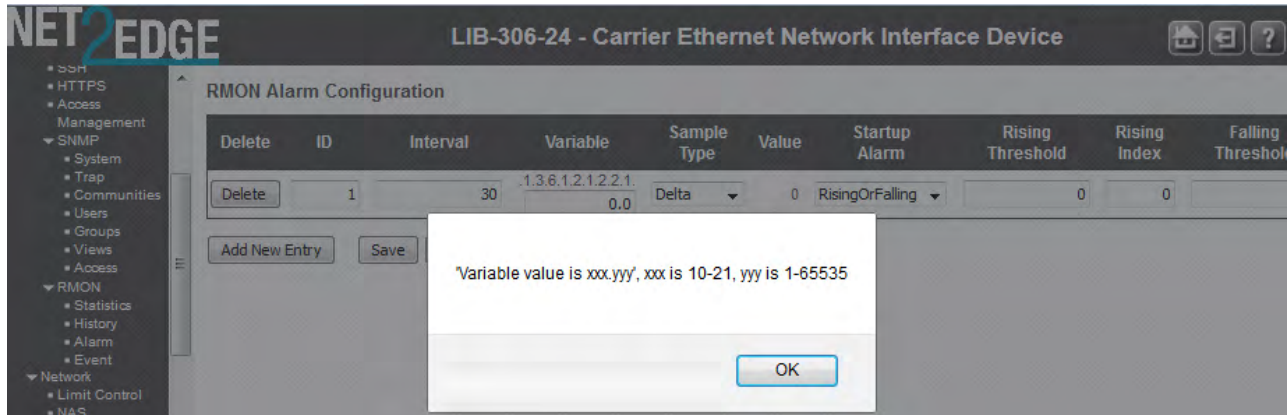 NET2EDGE
LIB-306-24 - Carrier Ethernet Network Interface Device
?
SSH
HTTPS
Access
Management
SNMP
System
Trap
Communities
Users
Groups
Views
Access
RMON
Statistics
History
Alarm
Event
Network
Limit Control
NAS
RMON Alarm Configuration
Delete ID Interval Variable Sample Type Value Startup Alarm Rising Threshold Rising Index Falling Threshold
Delete 1 30 .1.3.6.1.2.1.2.2.1. 0.0 Delta 0 RisingOrFalling 0 0
Add New Entry Save
'Variable value is xxx.yyy', xxx is 10-21, yyy is 1-65535
OK